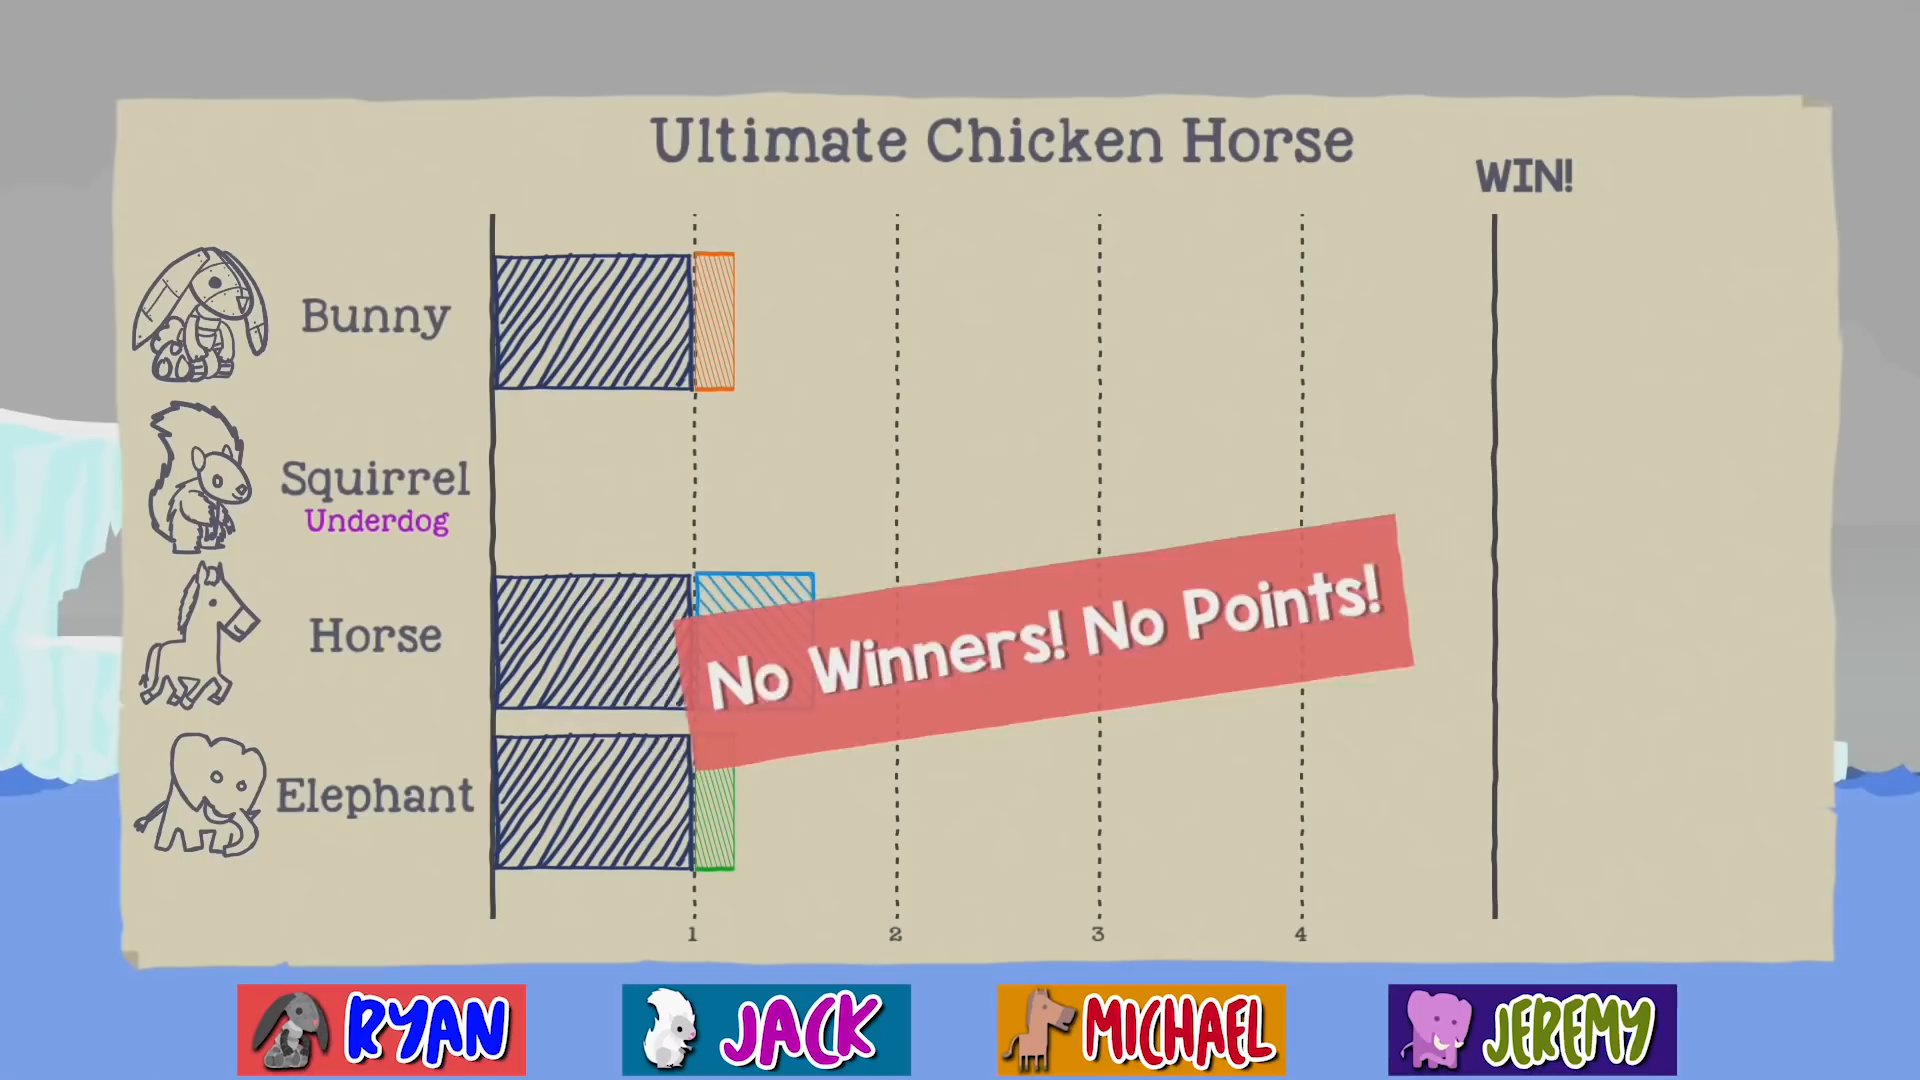 Ultimate Chicken Horse
WIN!
Bunny
Squirrel
Underdog
Horse
No Winners! No Points!
Elephant
1 2 3 4
RYAN JACK MICHAEL JEREMY